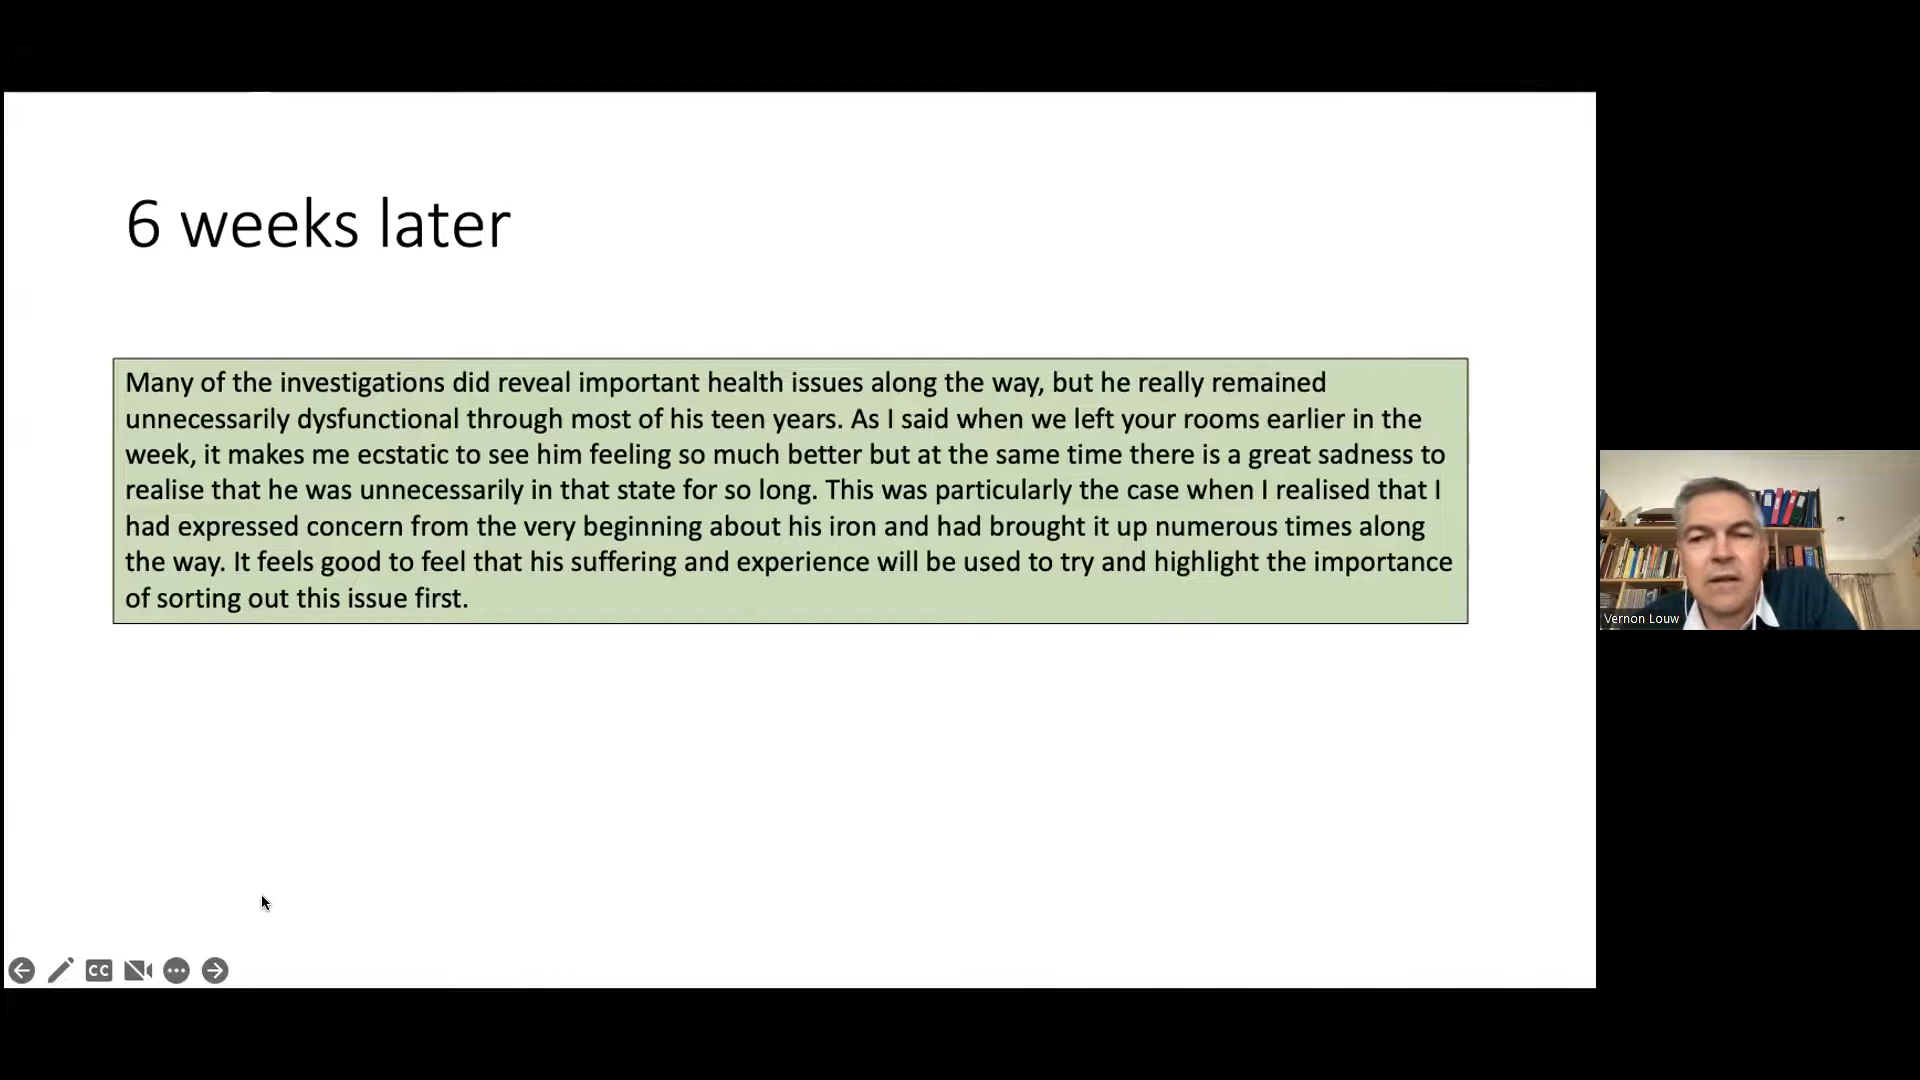 6 weeks later
Many of the investigations did reveal important health issues along the way, but he really remained
unnecessarily dysfunctional through most of his teen years. As I said when we left your rooms earlier in the
week, it makes me ecstatic to see him feeling so much better but at the same time there is a great sadness to
realise that he was unnecessarily in that state for so long. This was particularly the case when I realised that I
had expressed concern from the very beginning about his iron and had brought it up numerous times along
the way. It feels good to feel that his suffering and experience will be used to try and highlight the importance
of sorting out this issue first.
Vernon Louw
CC